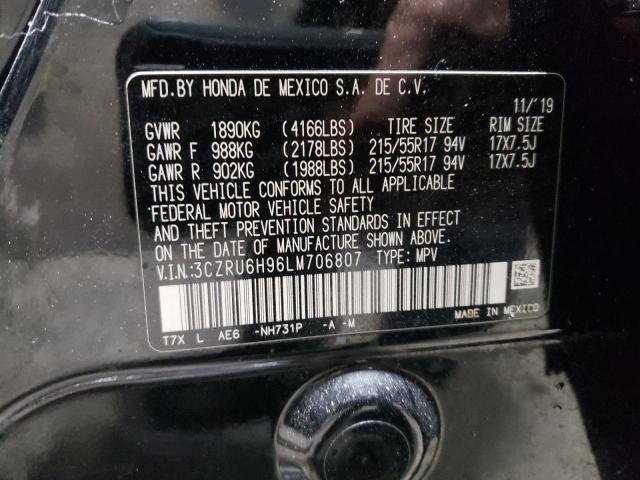 MFD.BY HONDA DE MEXICO S.A. DE C.V.
11/'19
GVWR 1890KG (4166LBS) TIRE SIZE RIM SIZE
GAWR F 988KG (2178LBS) 215/55R17 94V 17X7.5J
GAWR R 902KG (1988LBS) 215/55R17 94V 17X7.5J
THIS VEHICLE CONFORMS TO ALL APPLICABLE
FEDERAL MOTOR VEHICLE SAFETY
AND THEFT PREVENTION STANDARDS IN EFFECT
ON THE DATE OF MANUFACTURE SHOWN ABOVE.
V.I.N.:3CZRU6H96LM706807 TYPE: MPV
T7X L AE6 -NH731P -A -M
MADE IN MEXICO